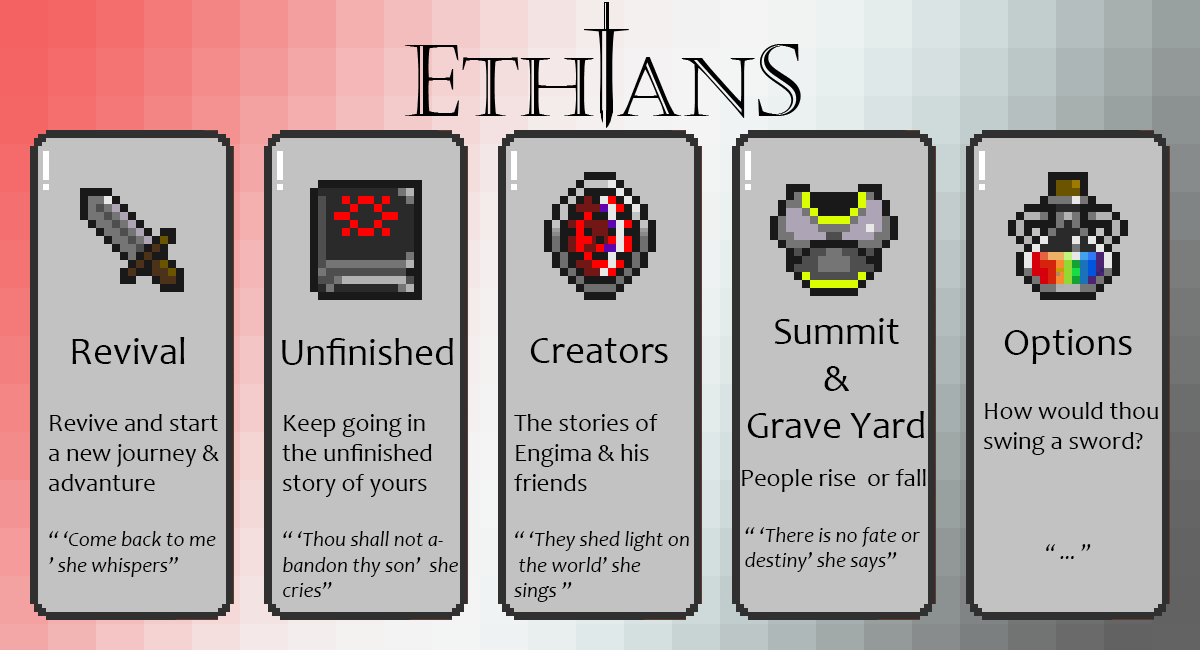 ETHIANS
!
Revival
Revive and start
a new journey &
advanture
“ ‘Come back to me
’ she whispers”
!
Unfinished
Keep going in
the unfinished
story of yours
“ ‘Thou shall not a-
bandon thy son’ she
cries”
!
Creators
The stories of
Engima & his
friends
“ ‘They shed light on
the world’ she
sings ”
!
Summit
&
Grave Yard
People rise or fall
“ ‘There is no fate or
destiny’ she says”
!
Options
How would thou
swing a sword?
“ ... ”